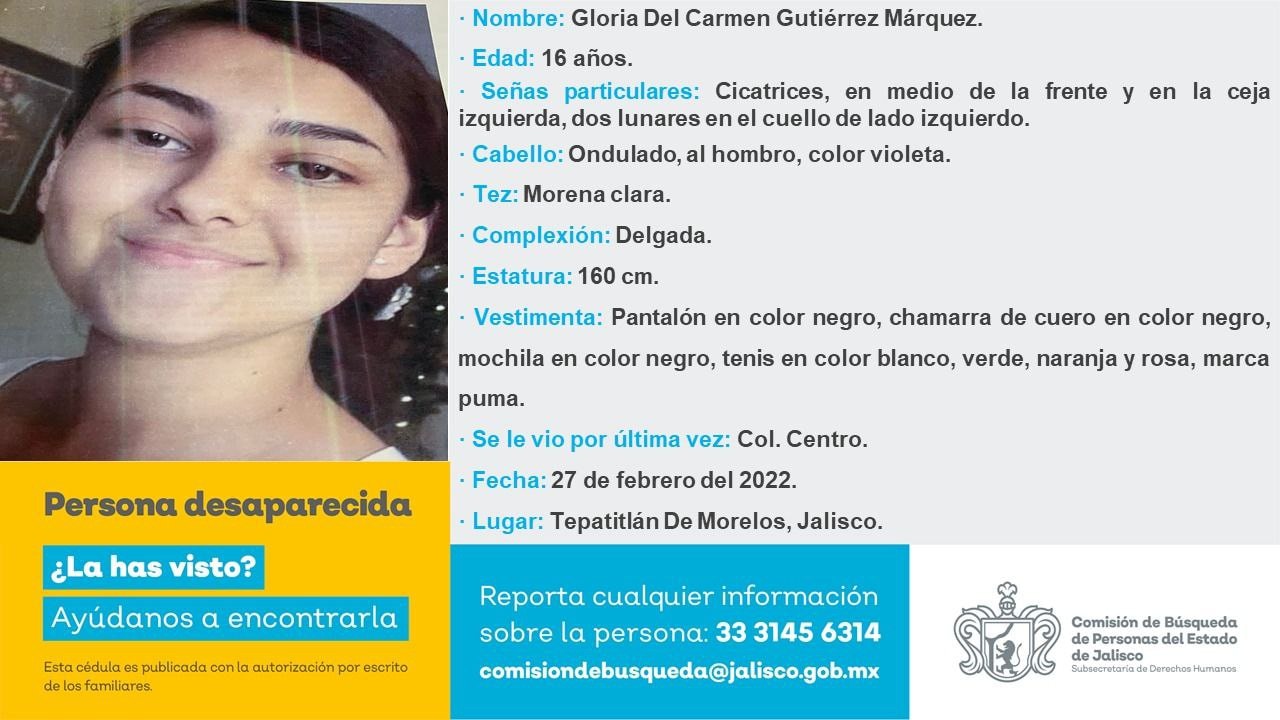 · Nombre: Gloria Del Carmen Gutiérrez Márquez.
· Edad: 16 años.
· Señas particulares: Cicatrices, en medio de la frente y en la ceja
izquierda, dos lunares en el cuello de lado izquierdo.
· Cabello: Ondulado, al hombro, color violeta.
· Tez: Morena clara.
· Complexión: Delgada.
· Estatura: 160 cm.
· Vestimenta: Pantalón en color negro, chamarra de cuero en color negro,
mochila en color negro, tenis en color blanco, verde, naranja y rosa, marca
puma.
· Se le vio por última vez: Col. Centro.
· Fecha: 27 de febrero del 2022.
· Lugar: Tepatitlán De Morelos, Jalisco.
Persona desaparecida
¿La has visto?
Ayúdanos a encontrarla
Esta cédula es publicada con la autorización por escrito
de los familiares.
Reporta cualquier información
sobre la persona: 33 3145 6314
comisiondebusqueda@jalisco.gob.mx
Comisión de Búsqueda
de Personas del Estado
de Jalisco
Subsecretaría de Derechos Humanos